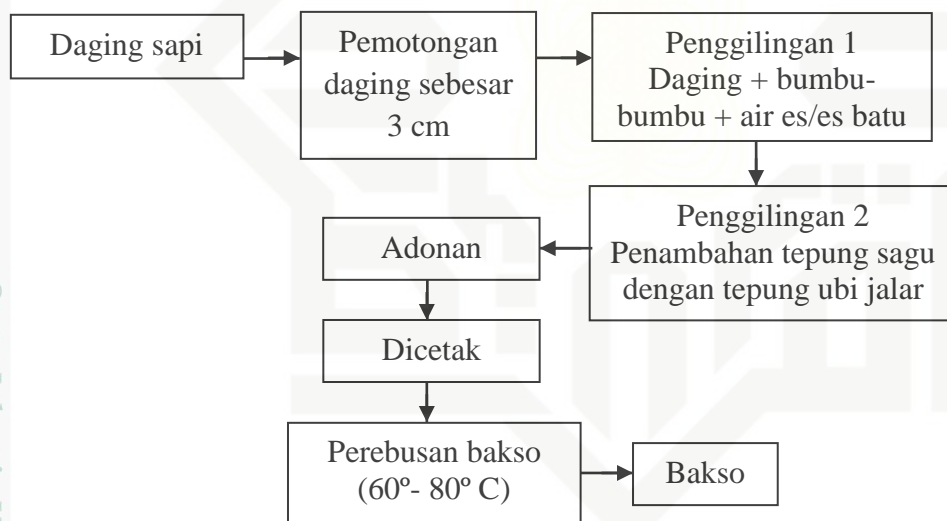 Daging sapi
Pemotongan
daging sebesar
3 cm
Penggilingan 1
Daging + bumbu-
bumbu + air es/es batu
Penggilingan 2
Penambahan tepung sagu
dengan tepung ubi jalar
Adonan
Dicetak
Perebusan bakso
(60º- 80º C)
Bakso